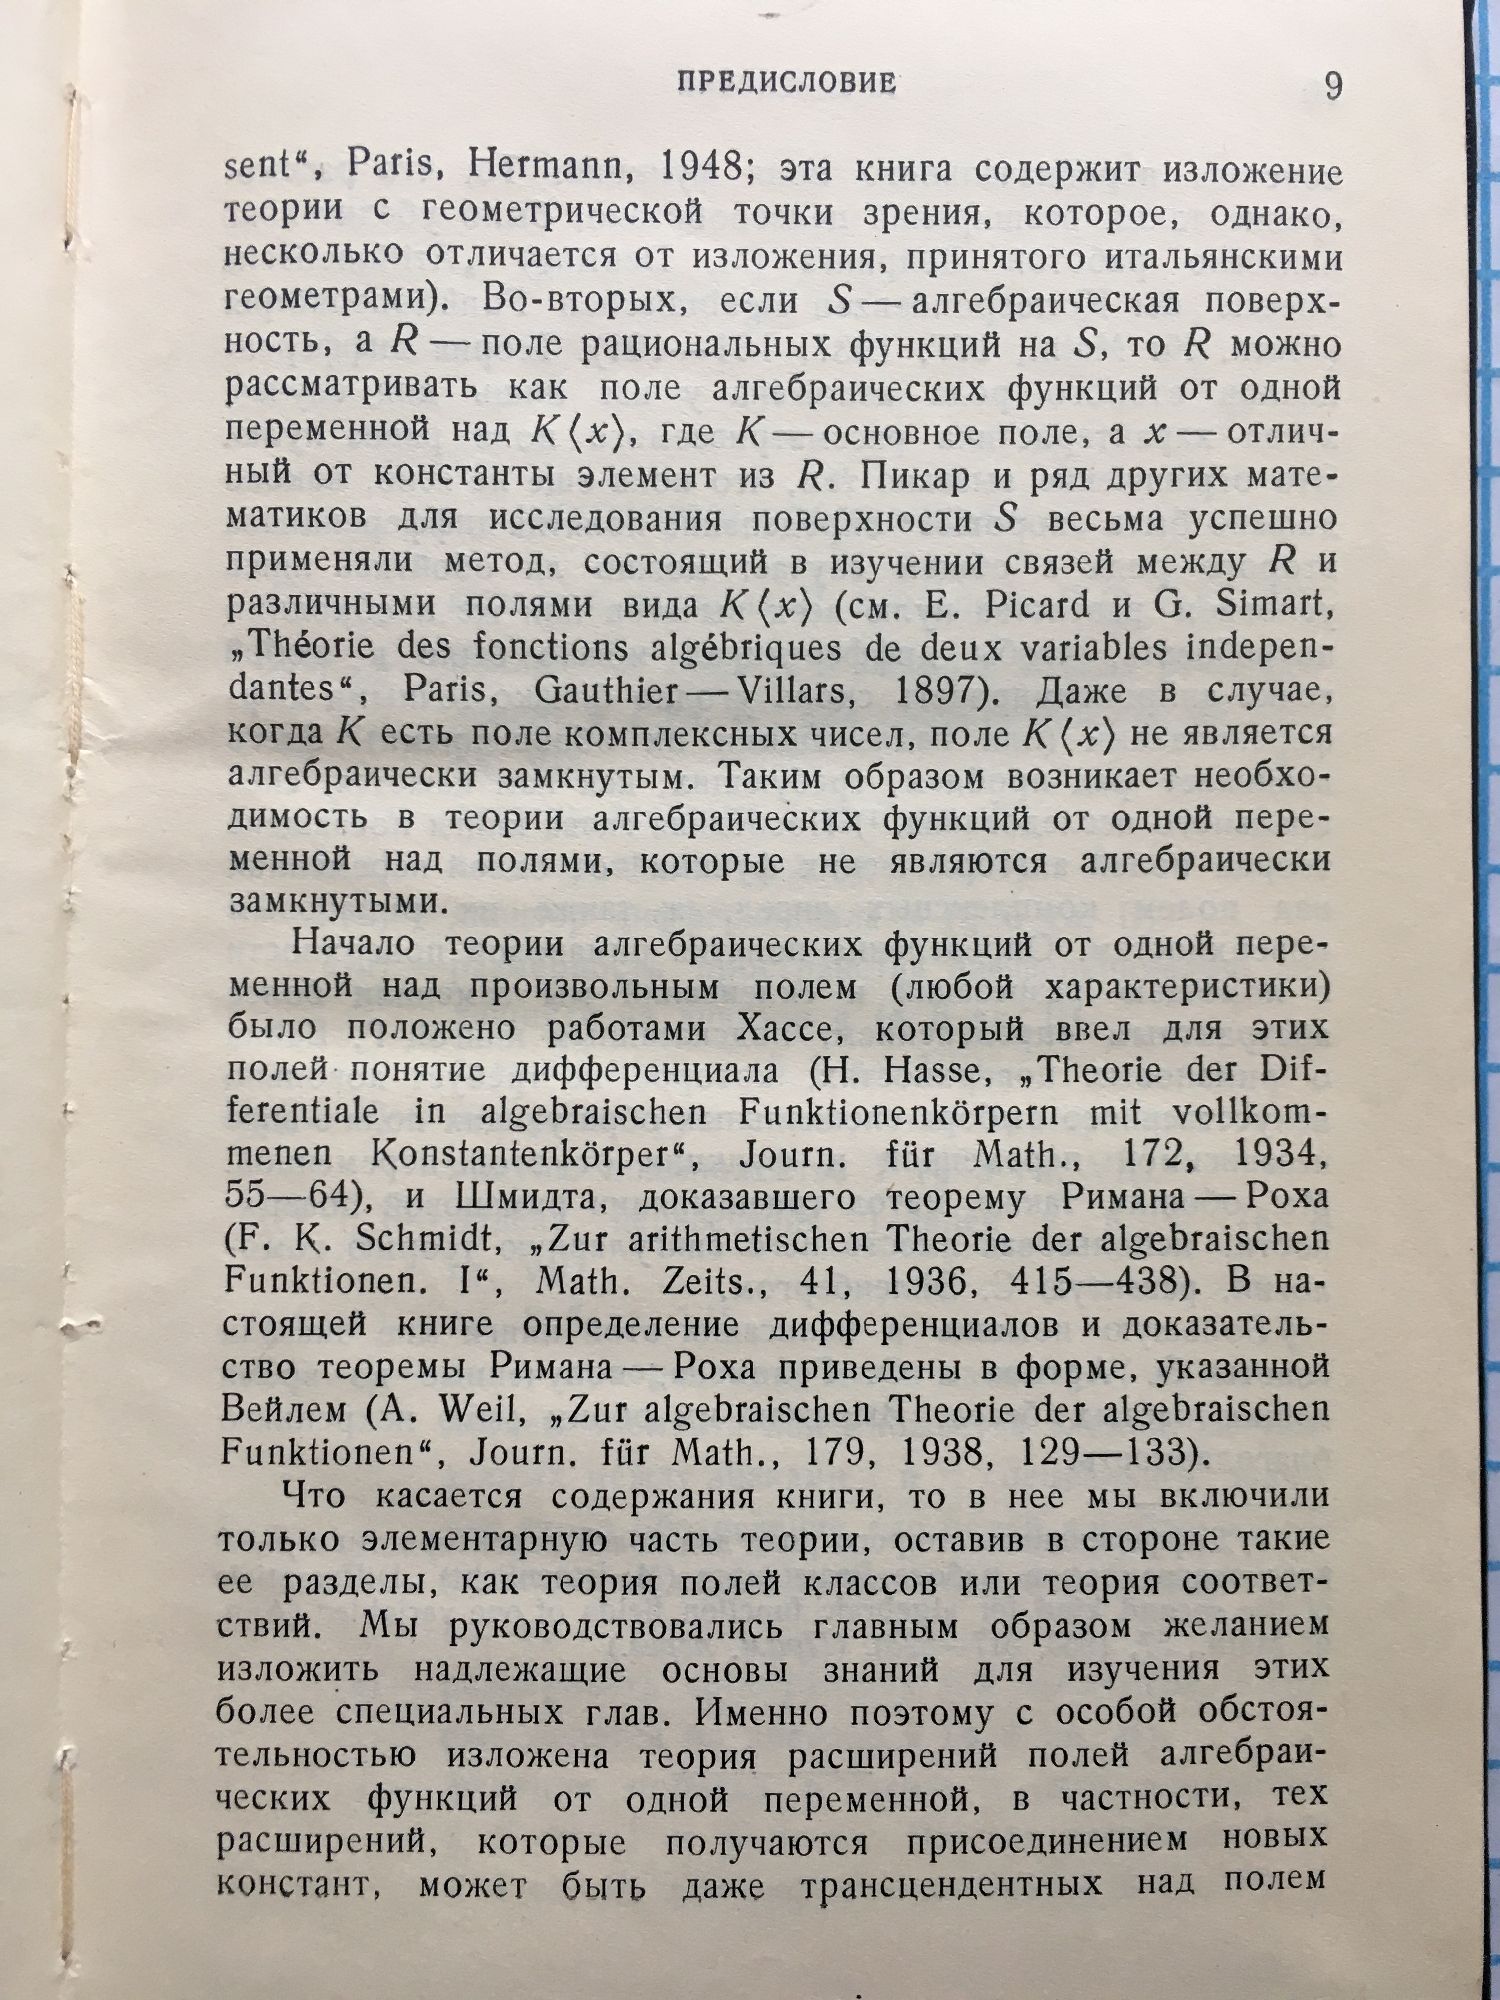 ПРЕДИСЛОВИЕ 9
sent“, Paris, Hermann, 1948; эта книга содержит изложение
теории с геометрической точки зрения, которое, однако,
несколько отличается от изложения, принятого итальянскими
геометрами). Во-вторых, если S — алгебраическая поверх-
ность, а R — поле рациональных функций на S, то R можно
рассматривать как поле алгебраических функций от одной
переменной над K⟨x⟩, где K — основное поле, а x — отлич-
ный от константы элемент из R. Пикар и ряд других мате-
матиков для исследования поверхности S весьма успешно
применяли метод, состоящий в изучении связей между R и
различными полями вида K⟨x⟩ (см. E. Picard и G. Simart,
„Théorie des fonctions algébriques de deux variables indepen-
dantes“, Paris, Gauthier — Villars, 1897). Даже в случае,
когда K есть поле комплексных чисел, поле K⟨x⟩ не является
алгебраически замкнутым. Таким образом возникает необхо-
димость в теории алгебраических функций от одной пере-
менной над полями, которые не являются алгебраически
замкнутыми.
Начало теории алгебраических функций от одной пере-
менной над произвольным полем (любой характеристики)
было положено работами Хассе, который ввел для этих
полей понятие дифференциала (H. Hasse, „Theorie der Dif-
ferentiale in algebraischen Funktionenkörpern mit vollkom-
menen Konstantenkörper“, Journ. für Math., 172, 1934,
55—64), и Шмидта, доказавшего теорему Римана — Роха
(F. K. Schmidt, „Zur arithmetischen Theorie der algebraischen
Funktionen. I“, Math. Zeits., 41, 1936, 415—438). В на-
стоящей книге определение дифференциалов и доказатель-
ство теоремы Римана — Роха приведены в форме, указанной
Вейлем (A. Weil, „Zur algebraischen Theorie der algebraischen
Funktionen“, Journ. für Math., 179, 1938, 129—133).
Что касается содержания книги, то в нее мы включили
только элементарную часть теории, оставив в стороне такие
ее разделы, как теория полей классов или теория соответ-
ствий. Мы руководствовались главным образом желанием
изложить надлежащие основы знаний для изучения этих
более специальных глав. Именно поэтому с особой обстоя-
тельностью изложена теория расширений полей алгебраи-
ческих функций от одной переменной, в частности, тех
расширений, которые получаются присоединением новых
констант, может быть даже трансцендентных над полем